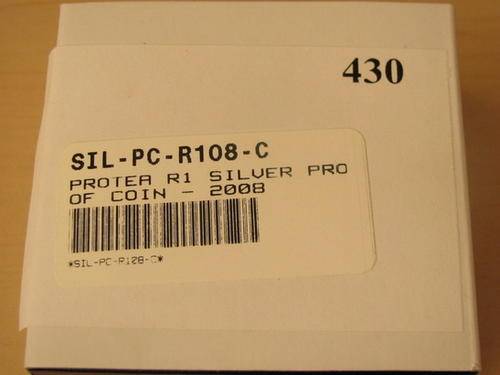 430
SIL-PC-R108-C
PROTEA R1 SILVER PRO
OF COIN - 2008
*SIL-PC-R108-C*